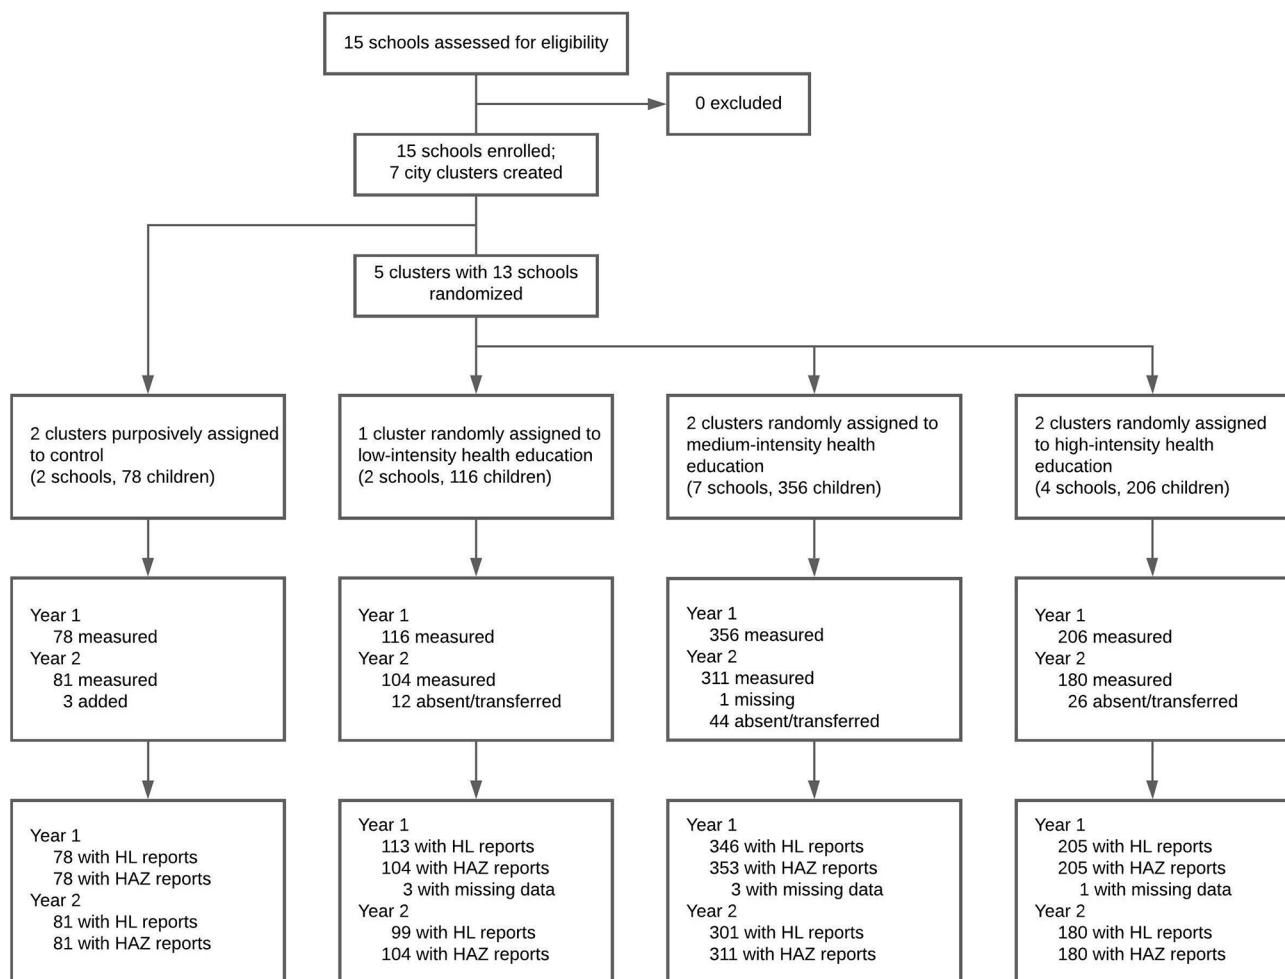 15 schools assessed for eligibility
0 excluded
15 schools enrolled;
7 city clusters created
5 clusters with 13 schools
randomized
2 clusters purposively assigned
to control
(2 schools, 78 children)
1 cluster randomly assigned to
low-intensity health education
(2 schools, 116 children)
2 clusters randomly assigned to
medium-intensity health
education
(7 schools, 356 children)
2 clusters randomly assigned
to high-intensity health
education
(4 schools, 206 children)
Year 1
78 measured
Year 2
81 measured
3 added
Year 1
116 measured
Year 2
104 measured
12 absent/transferred
Year 1
356 measured
Year 2
311 measured
1 missing
44 absent/transferred
Year 1
206 measured
Year 2
180 measured
26 absent/transferred
Year 1
78 with HL reports
78 with HAZ reports
Year 2
81 with HL reports
81 with HAZ reports
Year 1
113 with HL reports
104 with HAZ reports
3 with missing data
Year 2
99 with HL reports
104 with HAZ reports
Year 1
346 with HL reports
353 with HAZ reports
3 with missing data
Year 2
301 with HL reports
311 with HAZ reports
Year 1
205 with HL reports
205 with HAZ reports
1 with missing data
Year 2
180 with HL reports
180 with HAZ reports